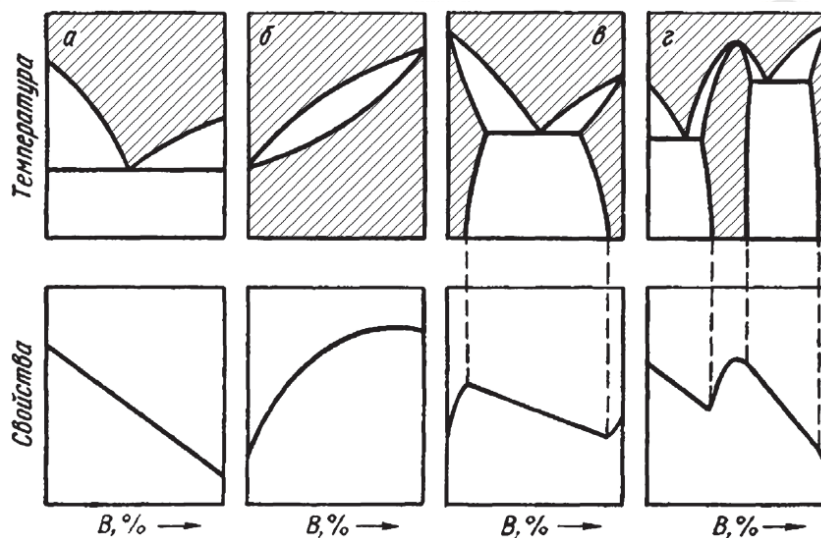 Температура
а
б
в
г
Свойства
В, % →
В, % →
В, % →
В, % →